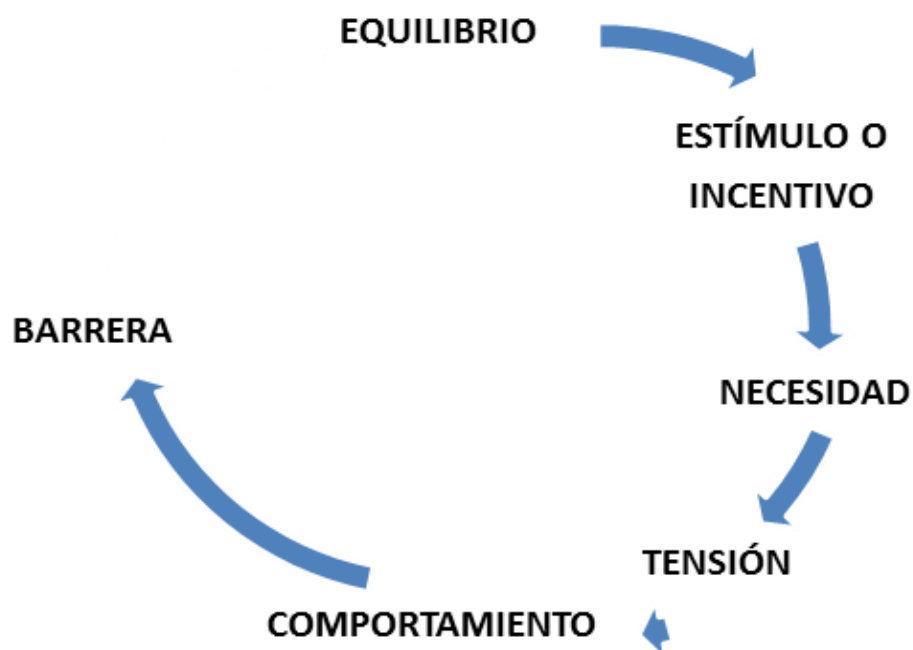 EQUILIBRIO
ESTÍMULO O
INCENTIVO
NECESIDAD
TENSIÓN
COMPORTAMIENTO
BARRERA